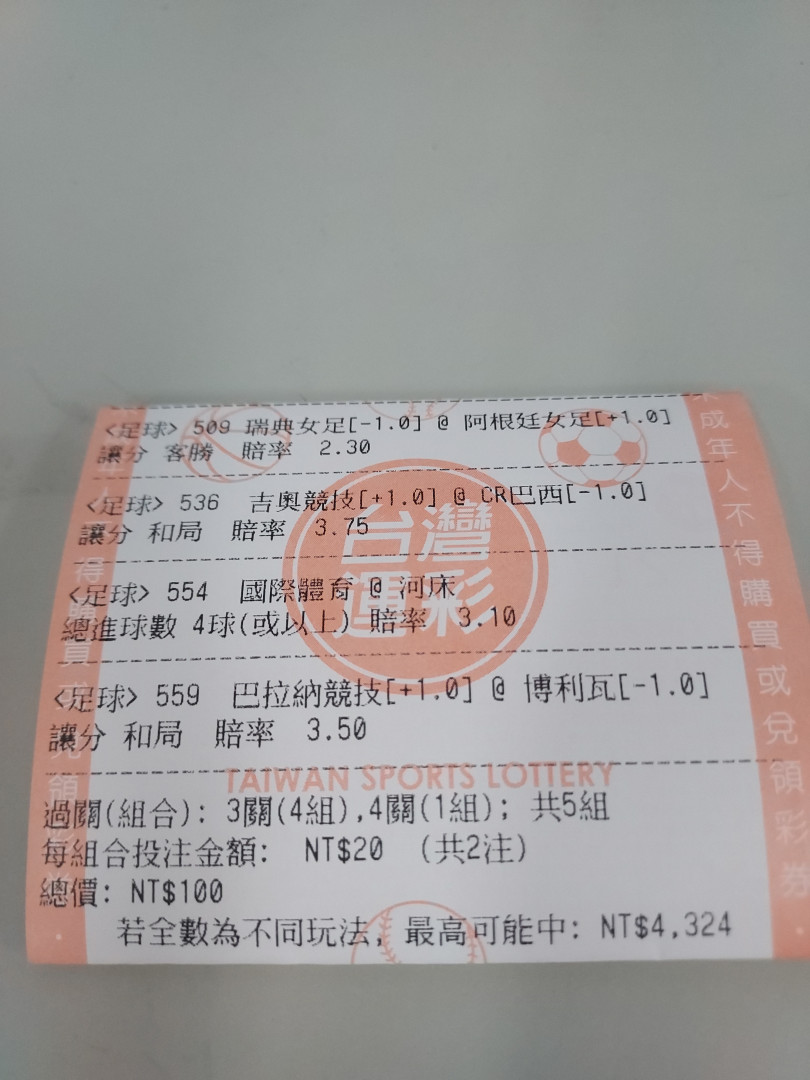 <足球> 509 瑞典女足[-1.0] @ 阿根廷女足[+1.0]
讓分 客勝 賠率 2.30
<足球> 536 吉奧競技[+1.0] @ CR巴西[-1.0]
讓分 和局 賠率 3.75
<足球> 554 國際體育 @ 河床
總進球數 4球(或以上) 賠率 3.10
<足球> 559 巴拉納競技[+1.0] @ 博利瓦[-1.0]
讓分 和局 賠率 3.50
台灣
運彩
TAIWAN SPORTS LOTTERY
過關(組合): 3關(4組),4關(1組); 共5組
每組合投注金額: NT$20 (共2注)
總價: NT$100
若全數為不同玩法, 最高可能中: NT$4,324
成年人不得購買或兌領彩券
得購買或兌